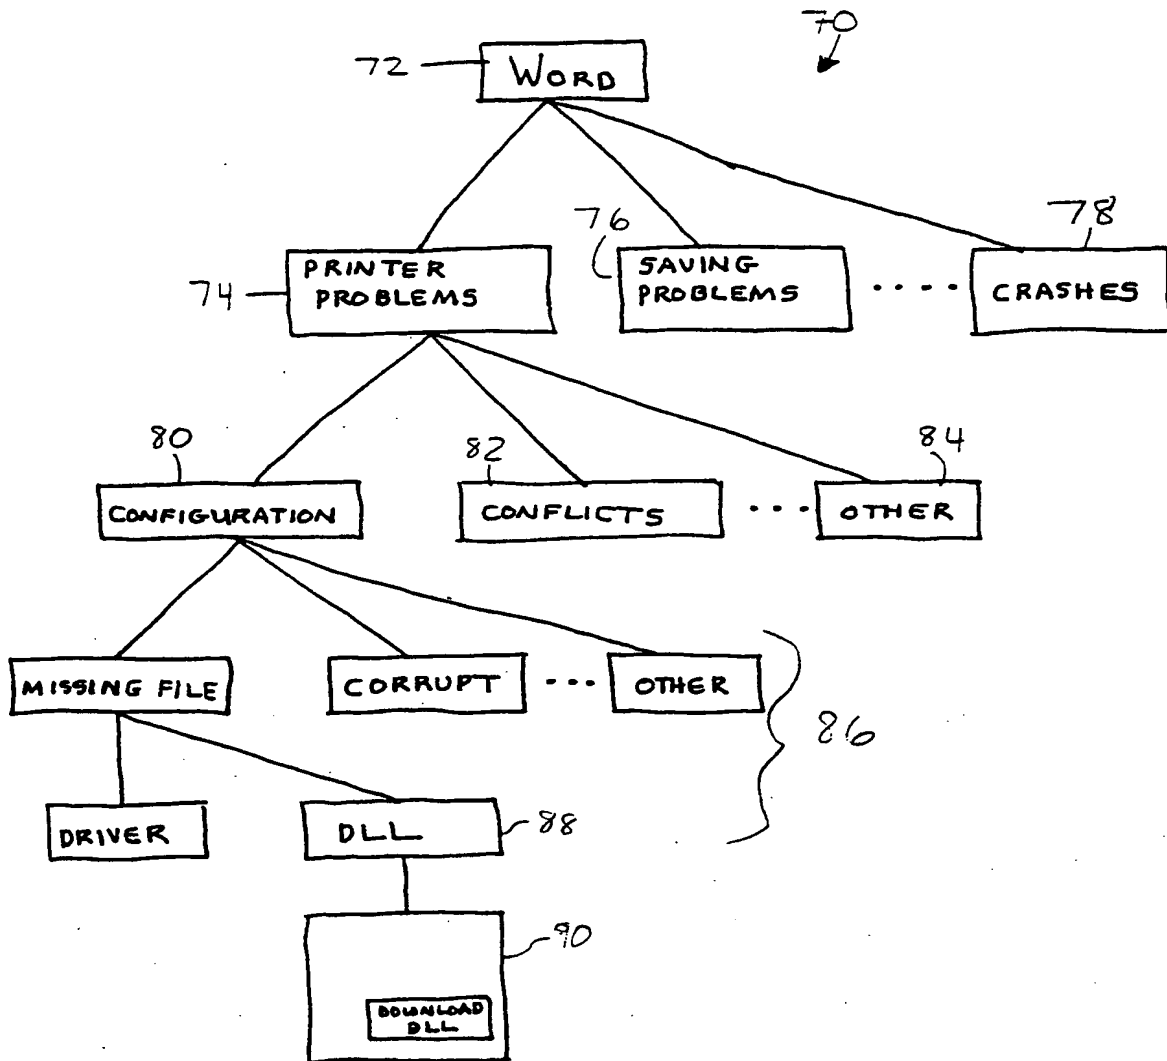 70
72
WORD
76
78
74
PRINTER
PROBLEMS
SAVING
PROBLEMS
CRASHES
80
82
84
CONFIGURATION
CONFLICTS
OTHER
MISSING FILE
CORRUPT
OTHER
86
DRIVER
DLL
88
90
DOWNLOAD
DLL